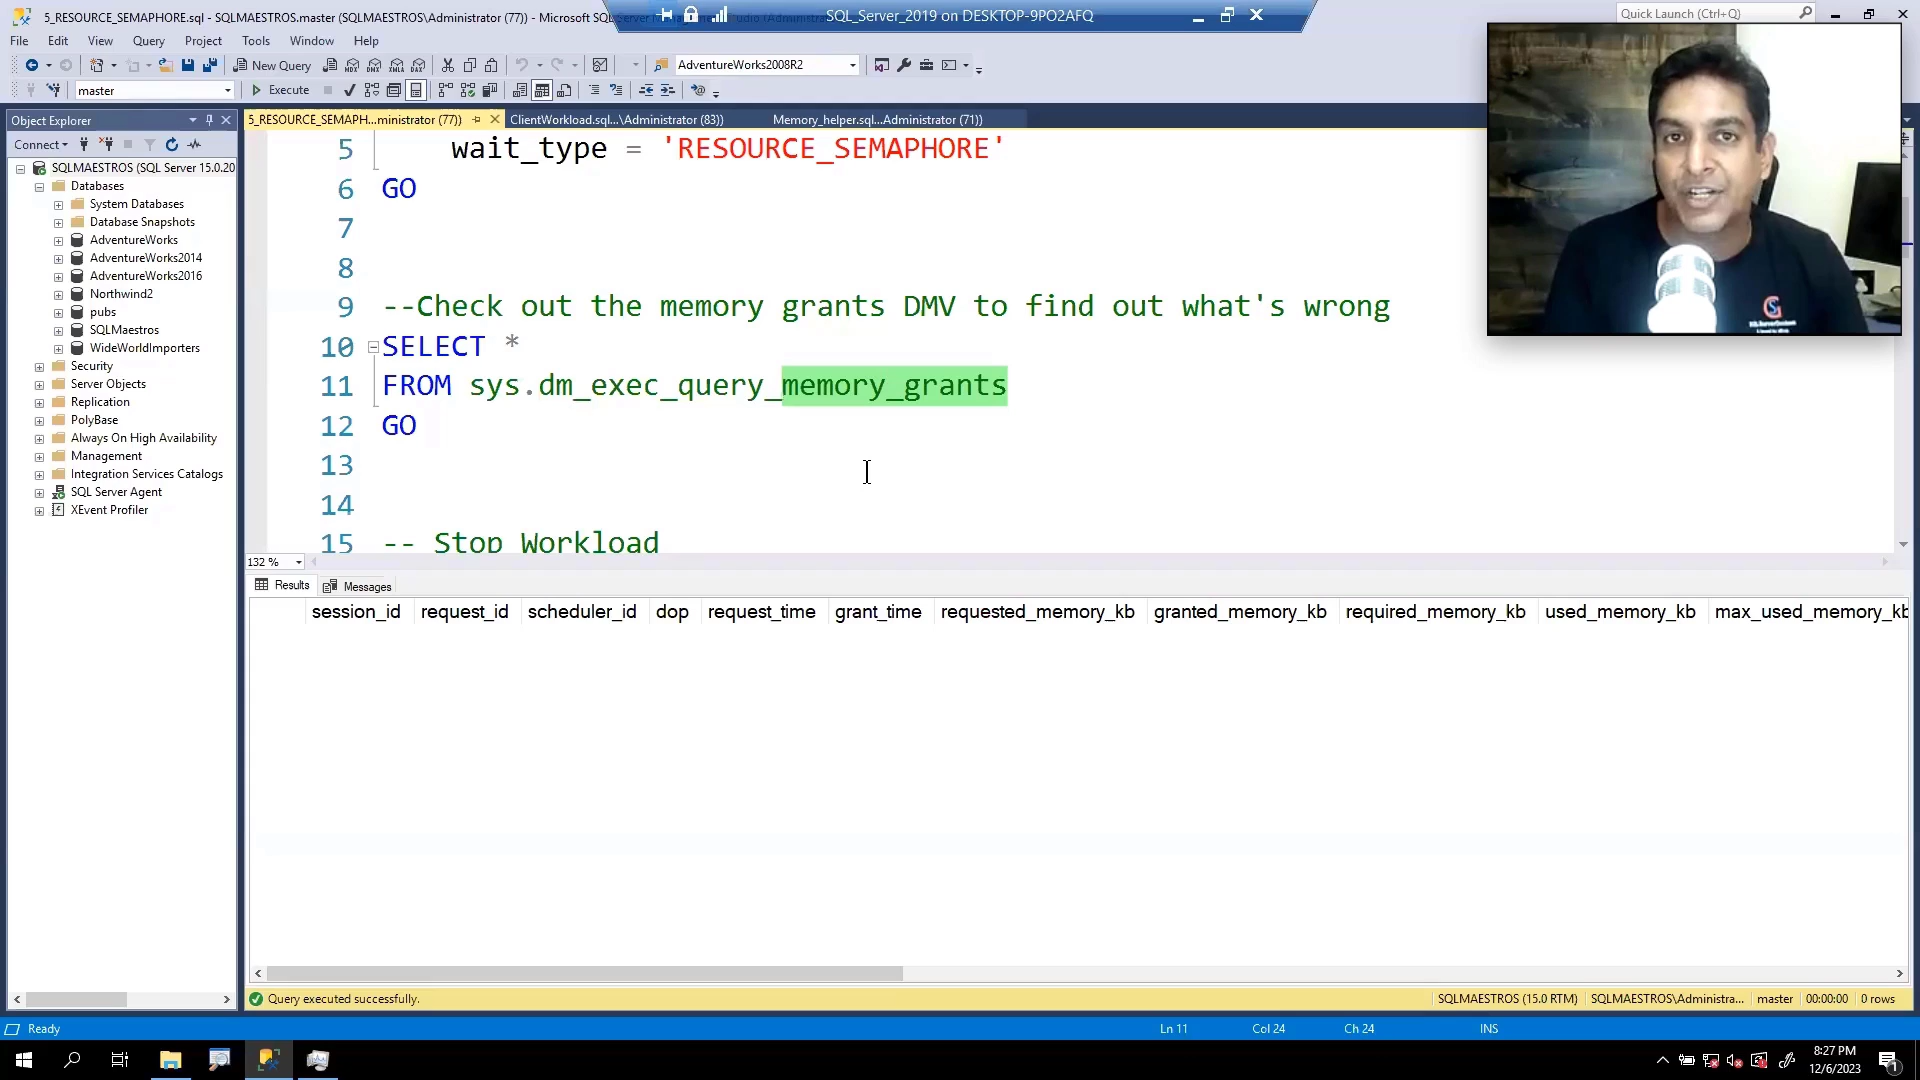 5_RESOURCE_SEMAPHORE.sql - SQLMAESTROS.master (SQLMAESTROS\Administrator (77)) - Microsoft SQL
SQL_Server_2019 on DESKTOP-9PO2AFQ
Quick Launch (Ctrl+Q)
File Edit View Query Project Tools Window Help
New Query
AdventureWorks2008R2
master
Execute
Object Explorer
5_RESOURCE_SEMAPH...ministrator (77))
ClientWorkload.sql...\Administrator (83))
Memory_helper.sql...Administrator (71))
Connect
SQLMAESTROS (SQL Server 15.0.20
Databases
System Databases
Database Snapshots
AdventureWorks
AdventureWorks2014
AdventureWorks2016
Northwind2
pubs
SQLMaestros
WideWorldImporters
Security
Server Objects
Replication
PolyBase
Always On High Availability
Management
Integration Services Catalogs
SQL Server Agent
XEvent Profiler
5 wait_type = 'RESOURCE_SEMAPHORE'
6 GO
7
8
9 --Check out the memory grants DMV to find out what's wrong
10 SELECT *
11 FROM sys.dm_exec_query_memory_grants
12 GO
13
14
15 -- Stop Workload
132 %
Results Messages
session_id request_id scheduler_id dop request_time grant_time requested_memory_kb granted_memory_kb required_memory_kb used_memory_kb max_used_memory_kb
Query executed successfully.
SQLMAESTROS (15.0 RTM) SQLMAESTROS\Administra... master 00:00:00 0 rows
Ready
Ln 11 Col 24 Ch 24 INS
8:27 PM
12/6/2023
1